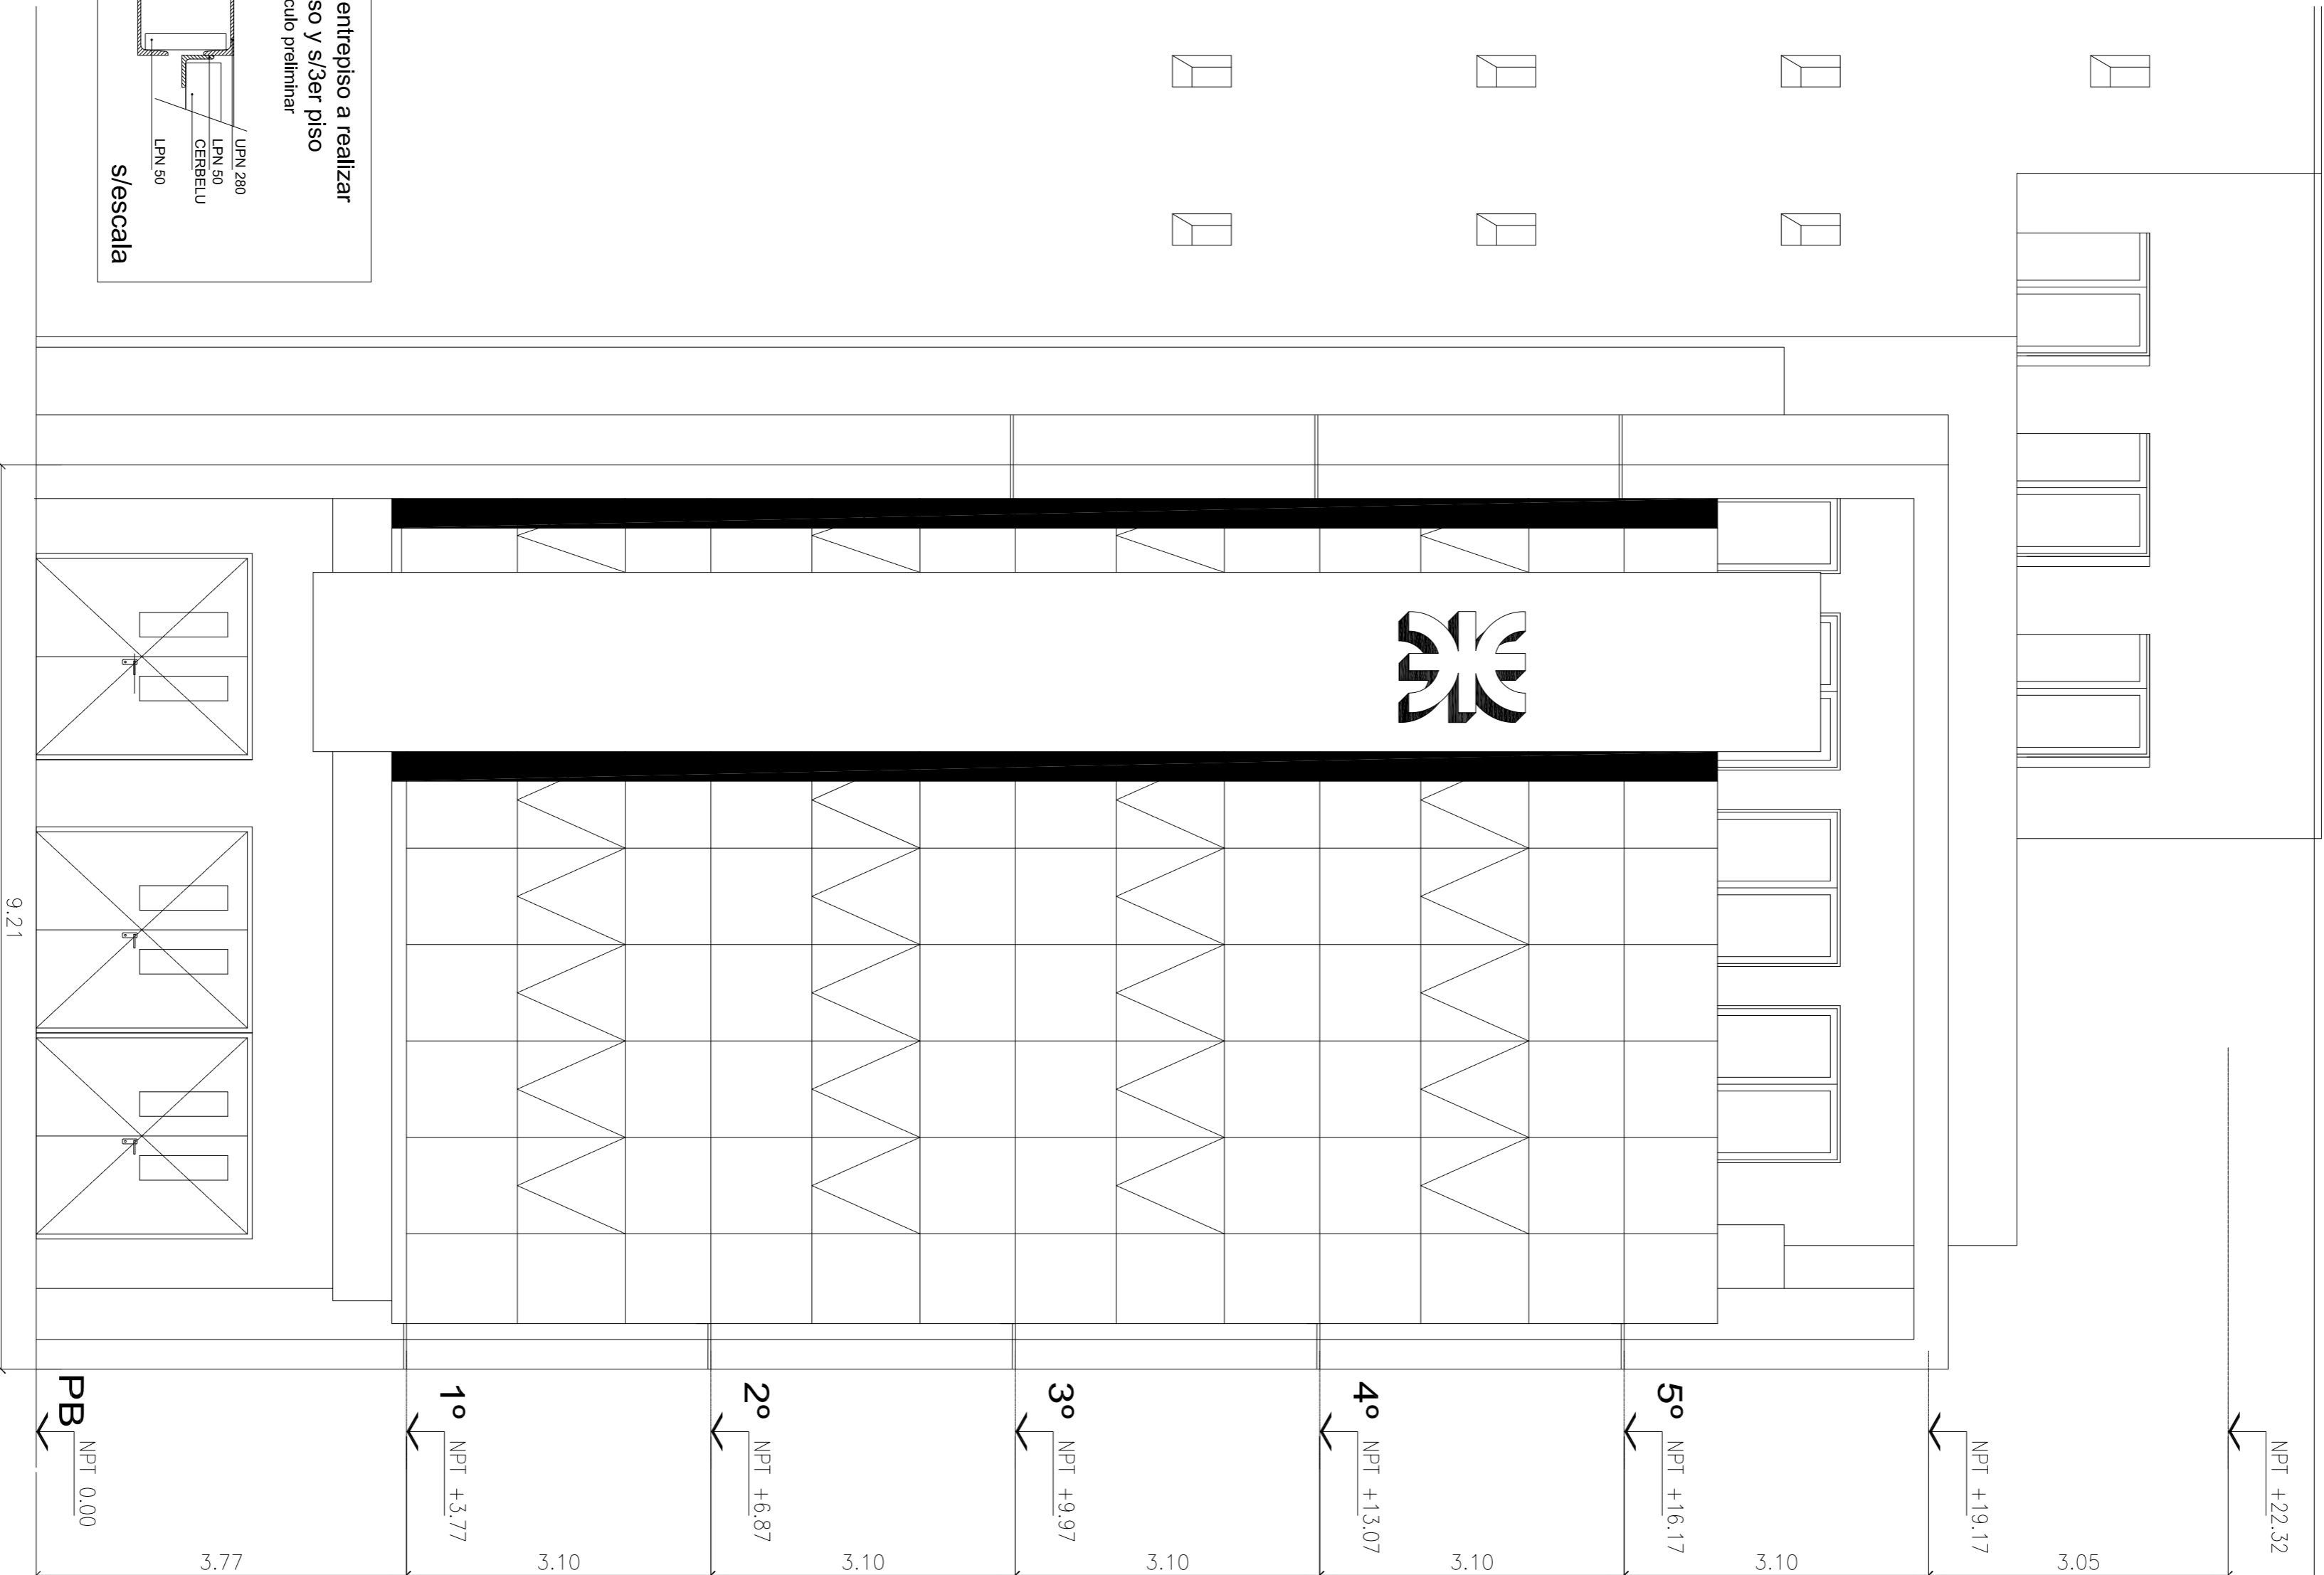 entrepiso a realizar
so y s/3er piso
culo preliminar
UPN 280
LPN 50
CERBELU
LPN 50
s/escala
NPT +22.32
NPT +19.17
5º
NPT +16.17
4º
NPT +13.07
3º
NPT +9.97
2º
NPT +6.87
1º
NPT +3.77
PB
NPT 0.00
3.05
3.10
3.10
3.10
3.10
3.10
3.77
9.21